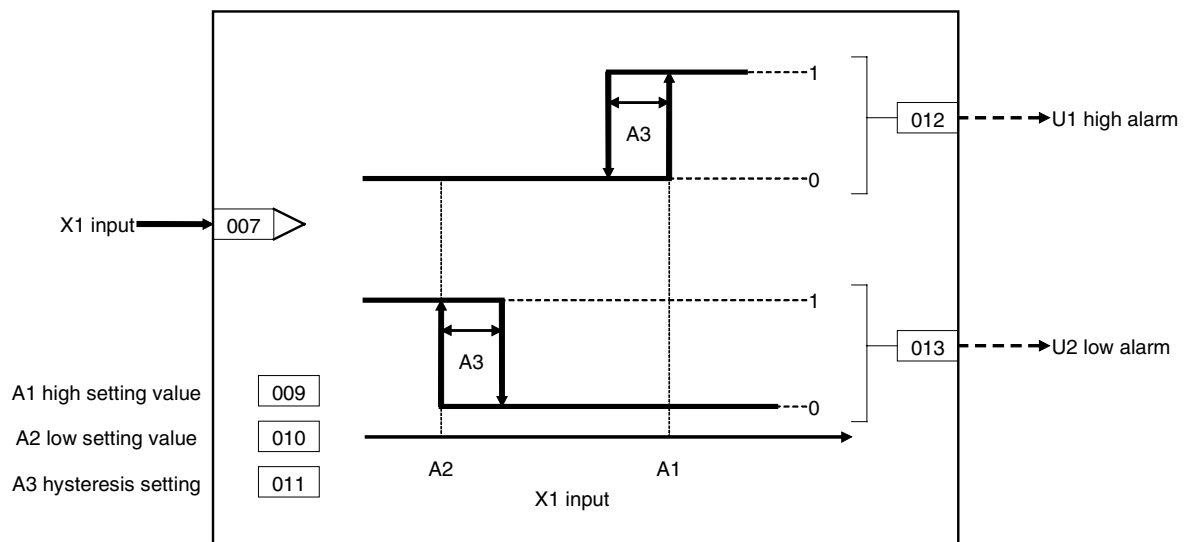 1
A3
012
U1 high alarm
0
X1 input
007
1
A3
013
U2 low alarm
A1 high setting value
009
0
A2 low setting value
010
A3 hysteresis setting
011
A2
A1
X1 input